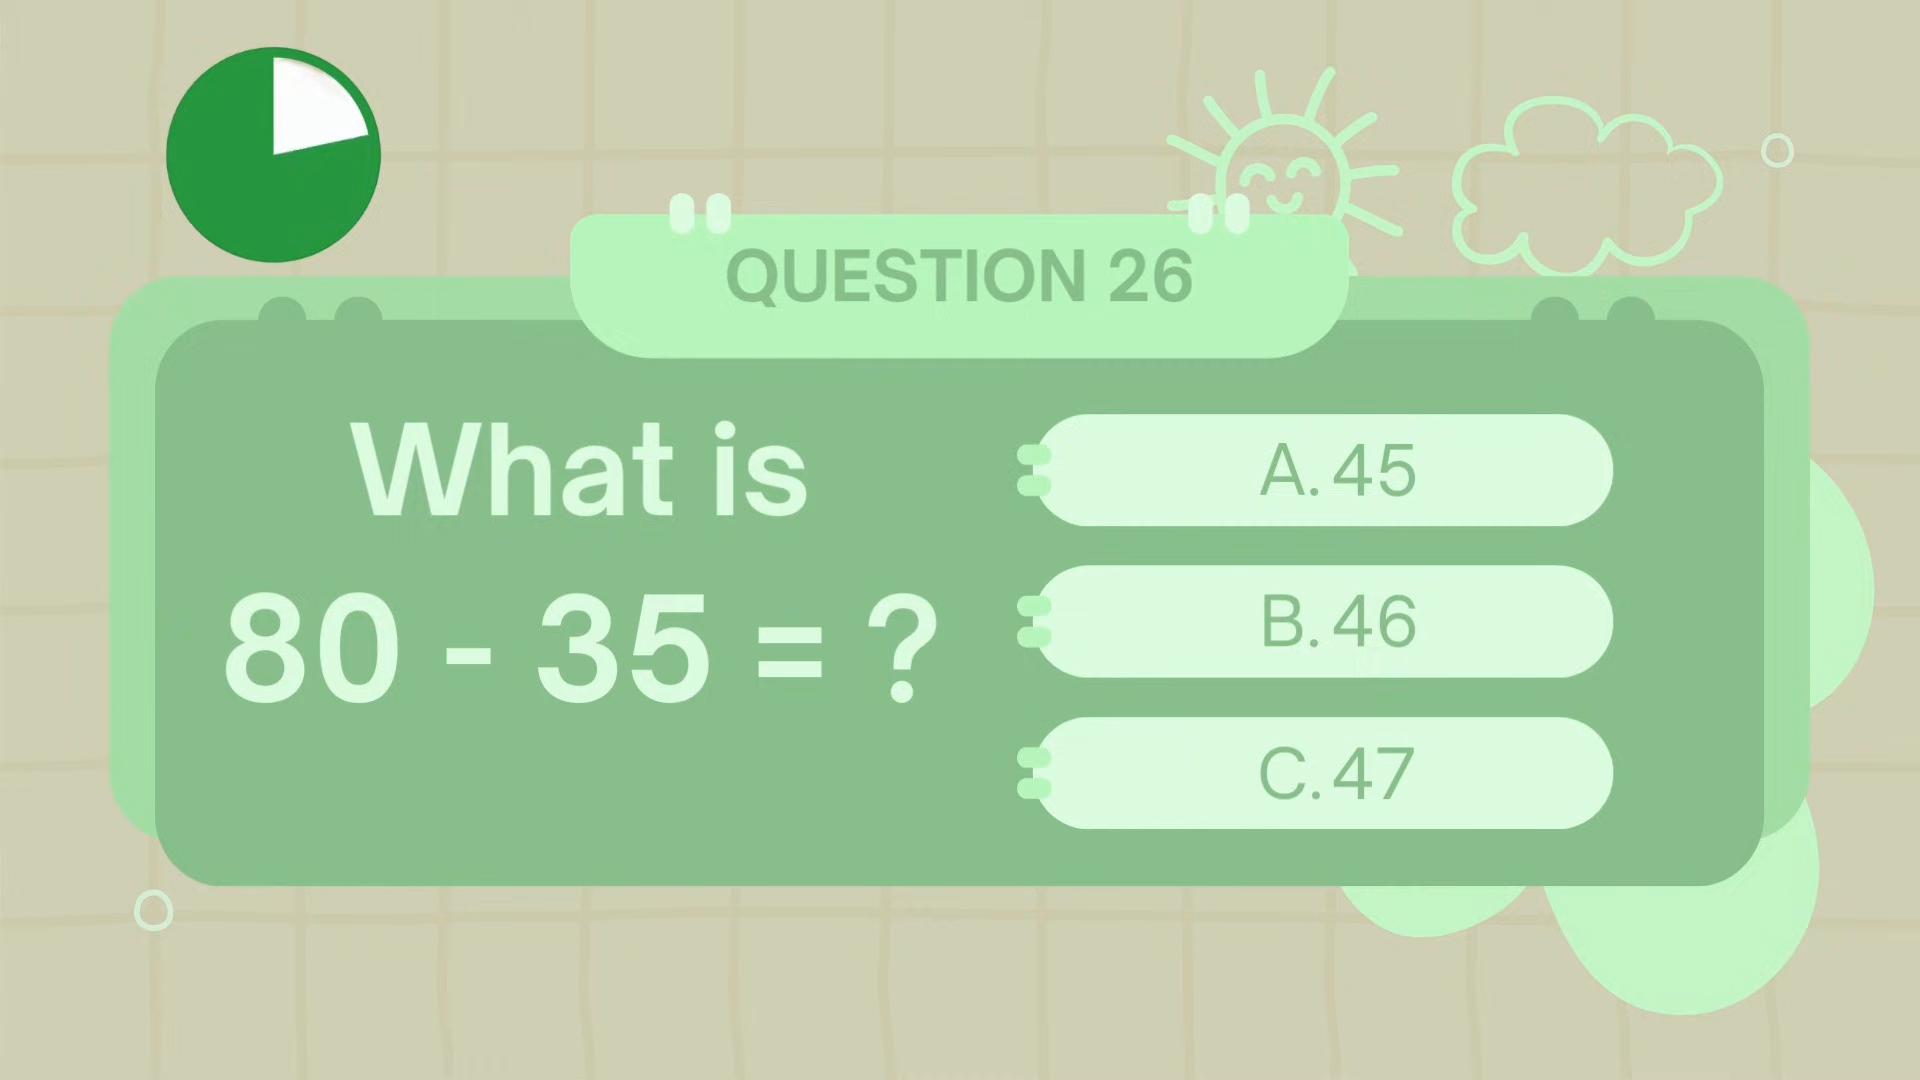 QUESTION 26
What is
80 - 35 = ?
A. 45
B. 46
C. 47